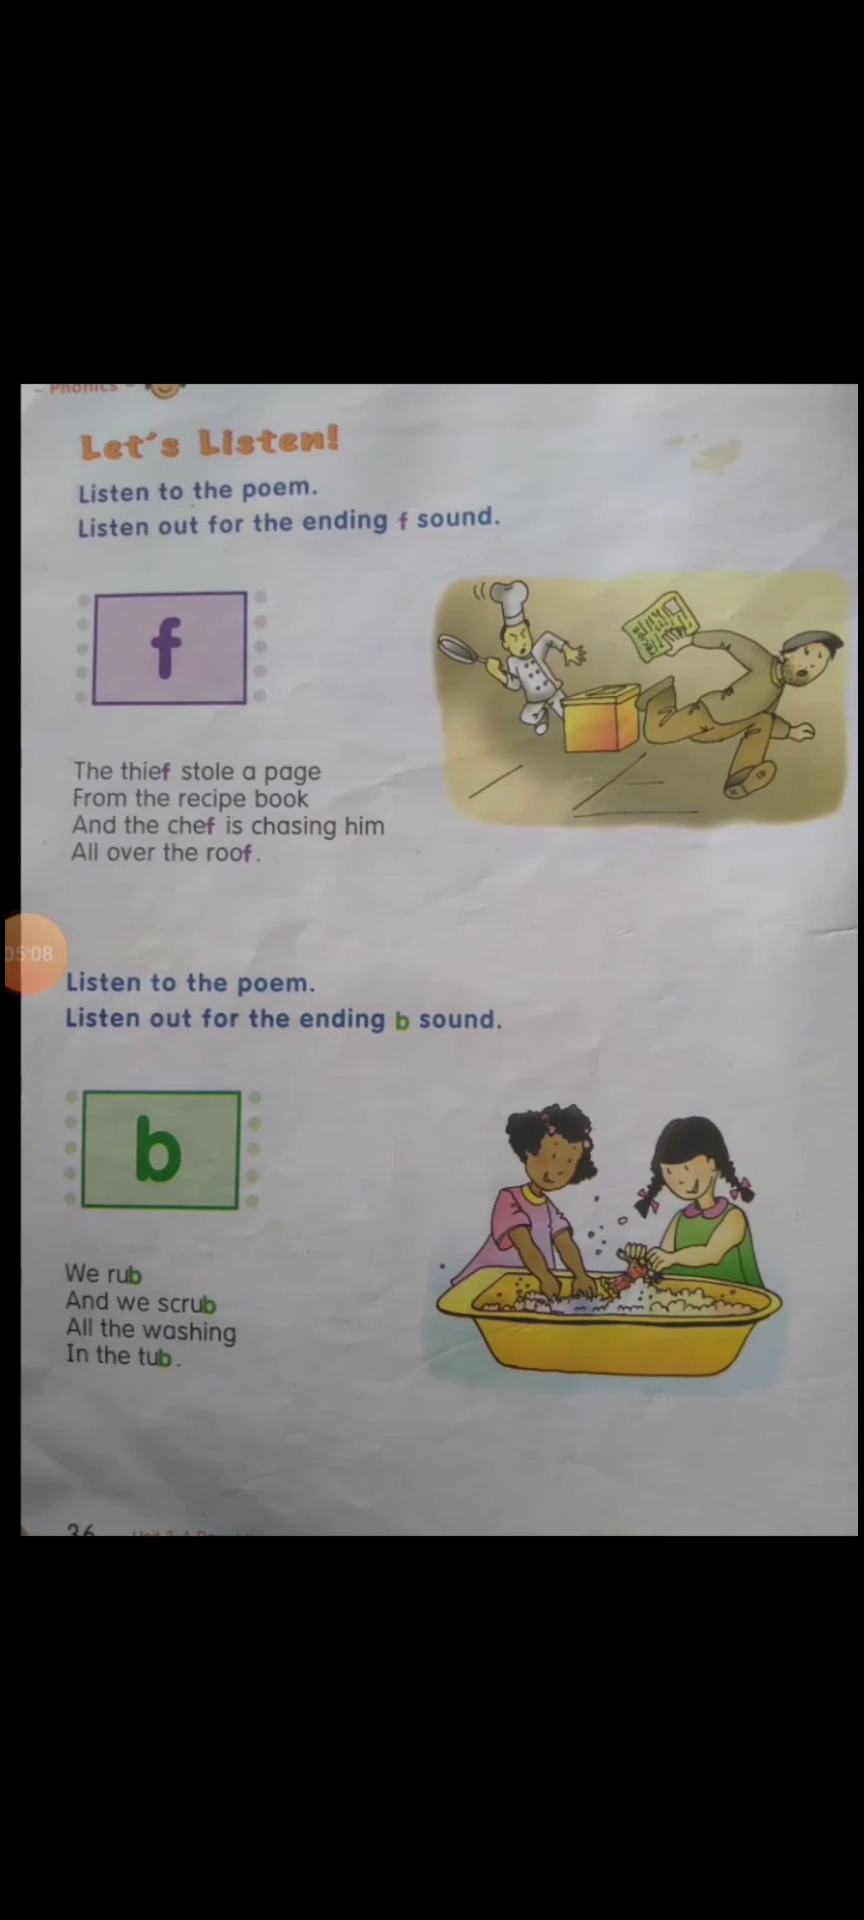 - Phonics -
Let's Listen!
Listen to the poem.
Listen out for the ending f sound.
f
The thief stole a page
From the recipe book
And the chef is chasing him
All over the roof.
05:08
Listen to the poem.
Listen out for the ending b sound.
b
We rub
And we scrub
All the washing
In the tub.
36